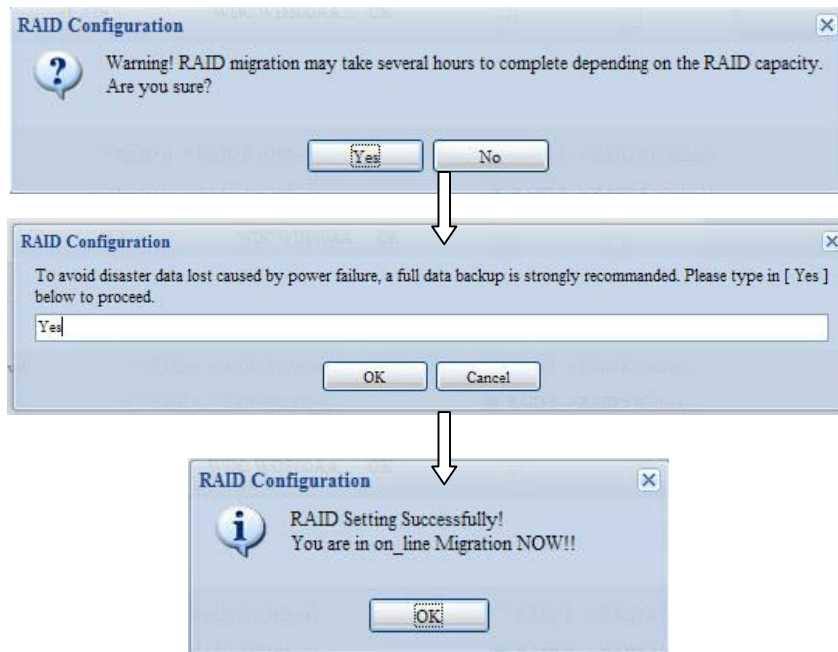 RAID Configuration
Warning! RAID migration may take several hours to complete depending on the RAID capacity.
Are you sure?
Yes
No
RAID Configuration
To avoid disaster data lost caused by power failure, a full data backup is strongly recommanded. Please type in [ Yes ]
below to proceed.
Yes
OK
Cancel
RAID Configuration
RAID Setting Successfully!
You are in on_line Migration NOW!!
OK